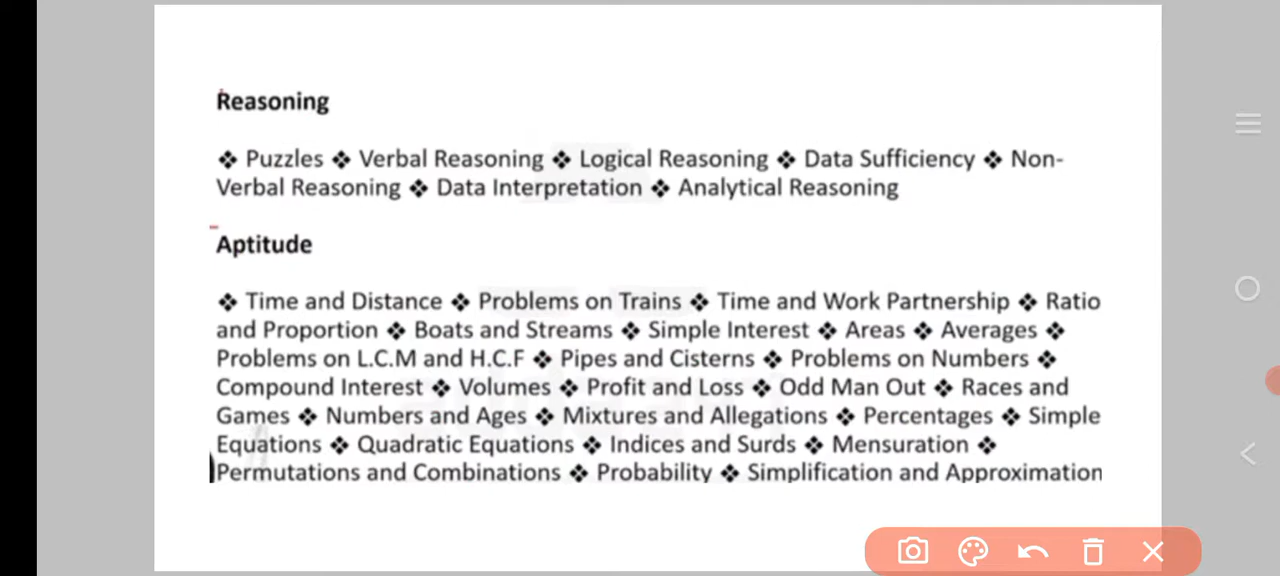 Reasoning
❖ Puzzles ❖ Verbal Reasoning ❖ Logical Reasoning ❖ Data Sufficiency ❖ Non-
Verbal Reasoning ❖ Data Interpretation ❖ Analytical Reasoning
Aptitude
❖ Time and Distance ❖ Problems on Trains ❖ Time and Work Partnership ❖ Ratio
and Proportion ❖ Boats and Streams ❖ Simple Interest ❖ Areas ❖ Averages ❖
Problems on L.C.M and H.C.F ❖ Pipes and Cisterns ❖ Problems on Numbers ❖
Compound Interest ❖ Volumes ❖ Profit and Loss ❖ Odd Man Out ❖ Races and
Games ❖ Numbers and Ages ❖ Mixtures and Allegations ❖ Percentages ❖ Simple
Equations ❖ Quadratic Equations ❖ Indices and Surds ❖ Mensuration ❖
Permutations and Combinations ❖ Probability ❖ Simplification and Approximation